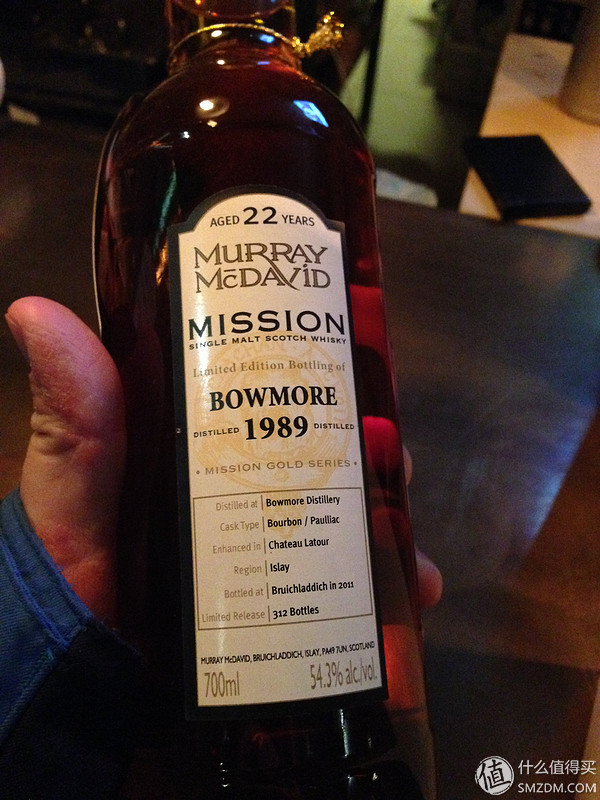 AGED 22 YEARS
MURRAY
McDAVID
MISSION
SINGLE MALT SCOTCH WHISKY
Limited Edition Bottling of
BOWMORE
DISTILLED 1989 DISTILLED
• MISSION GOLD SERIES •
Distilled at Bowmore Distillery
Cask Type Bourbon / Paulliac
Enhanced in Chateau Latour
Region Islay
Bottled at Bruichladdich in 2011
Limited Release 312 Bottles
MURRAY McDAVID, BRUICHLADDICH, ISLAY, PA49 7UN, SCOTLAND
700ml 54.3% alc./vol.
值 什么值得买
SMZDM.COM